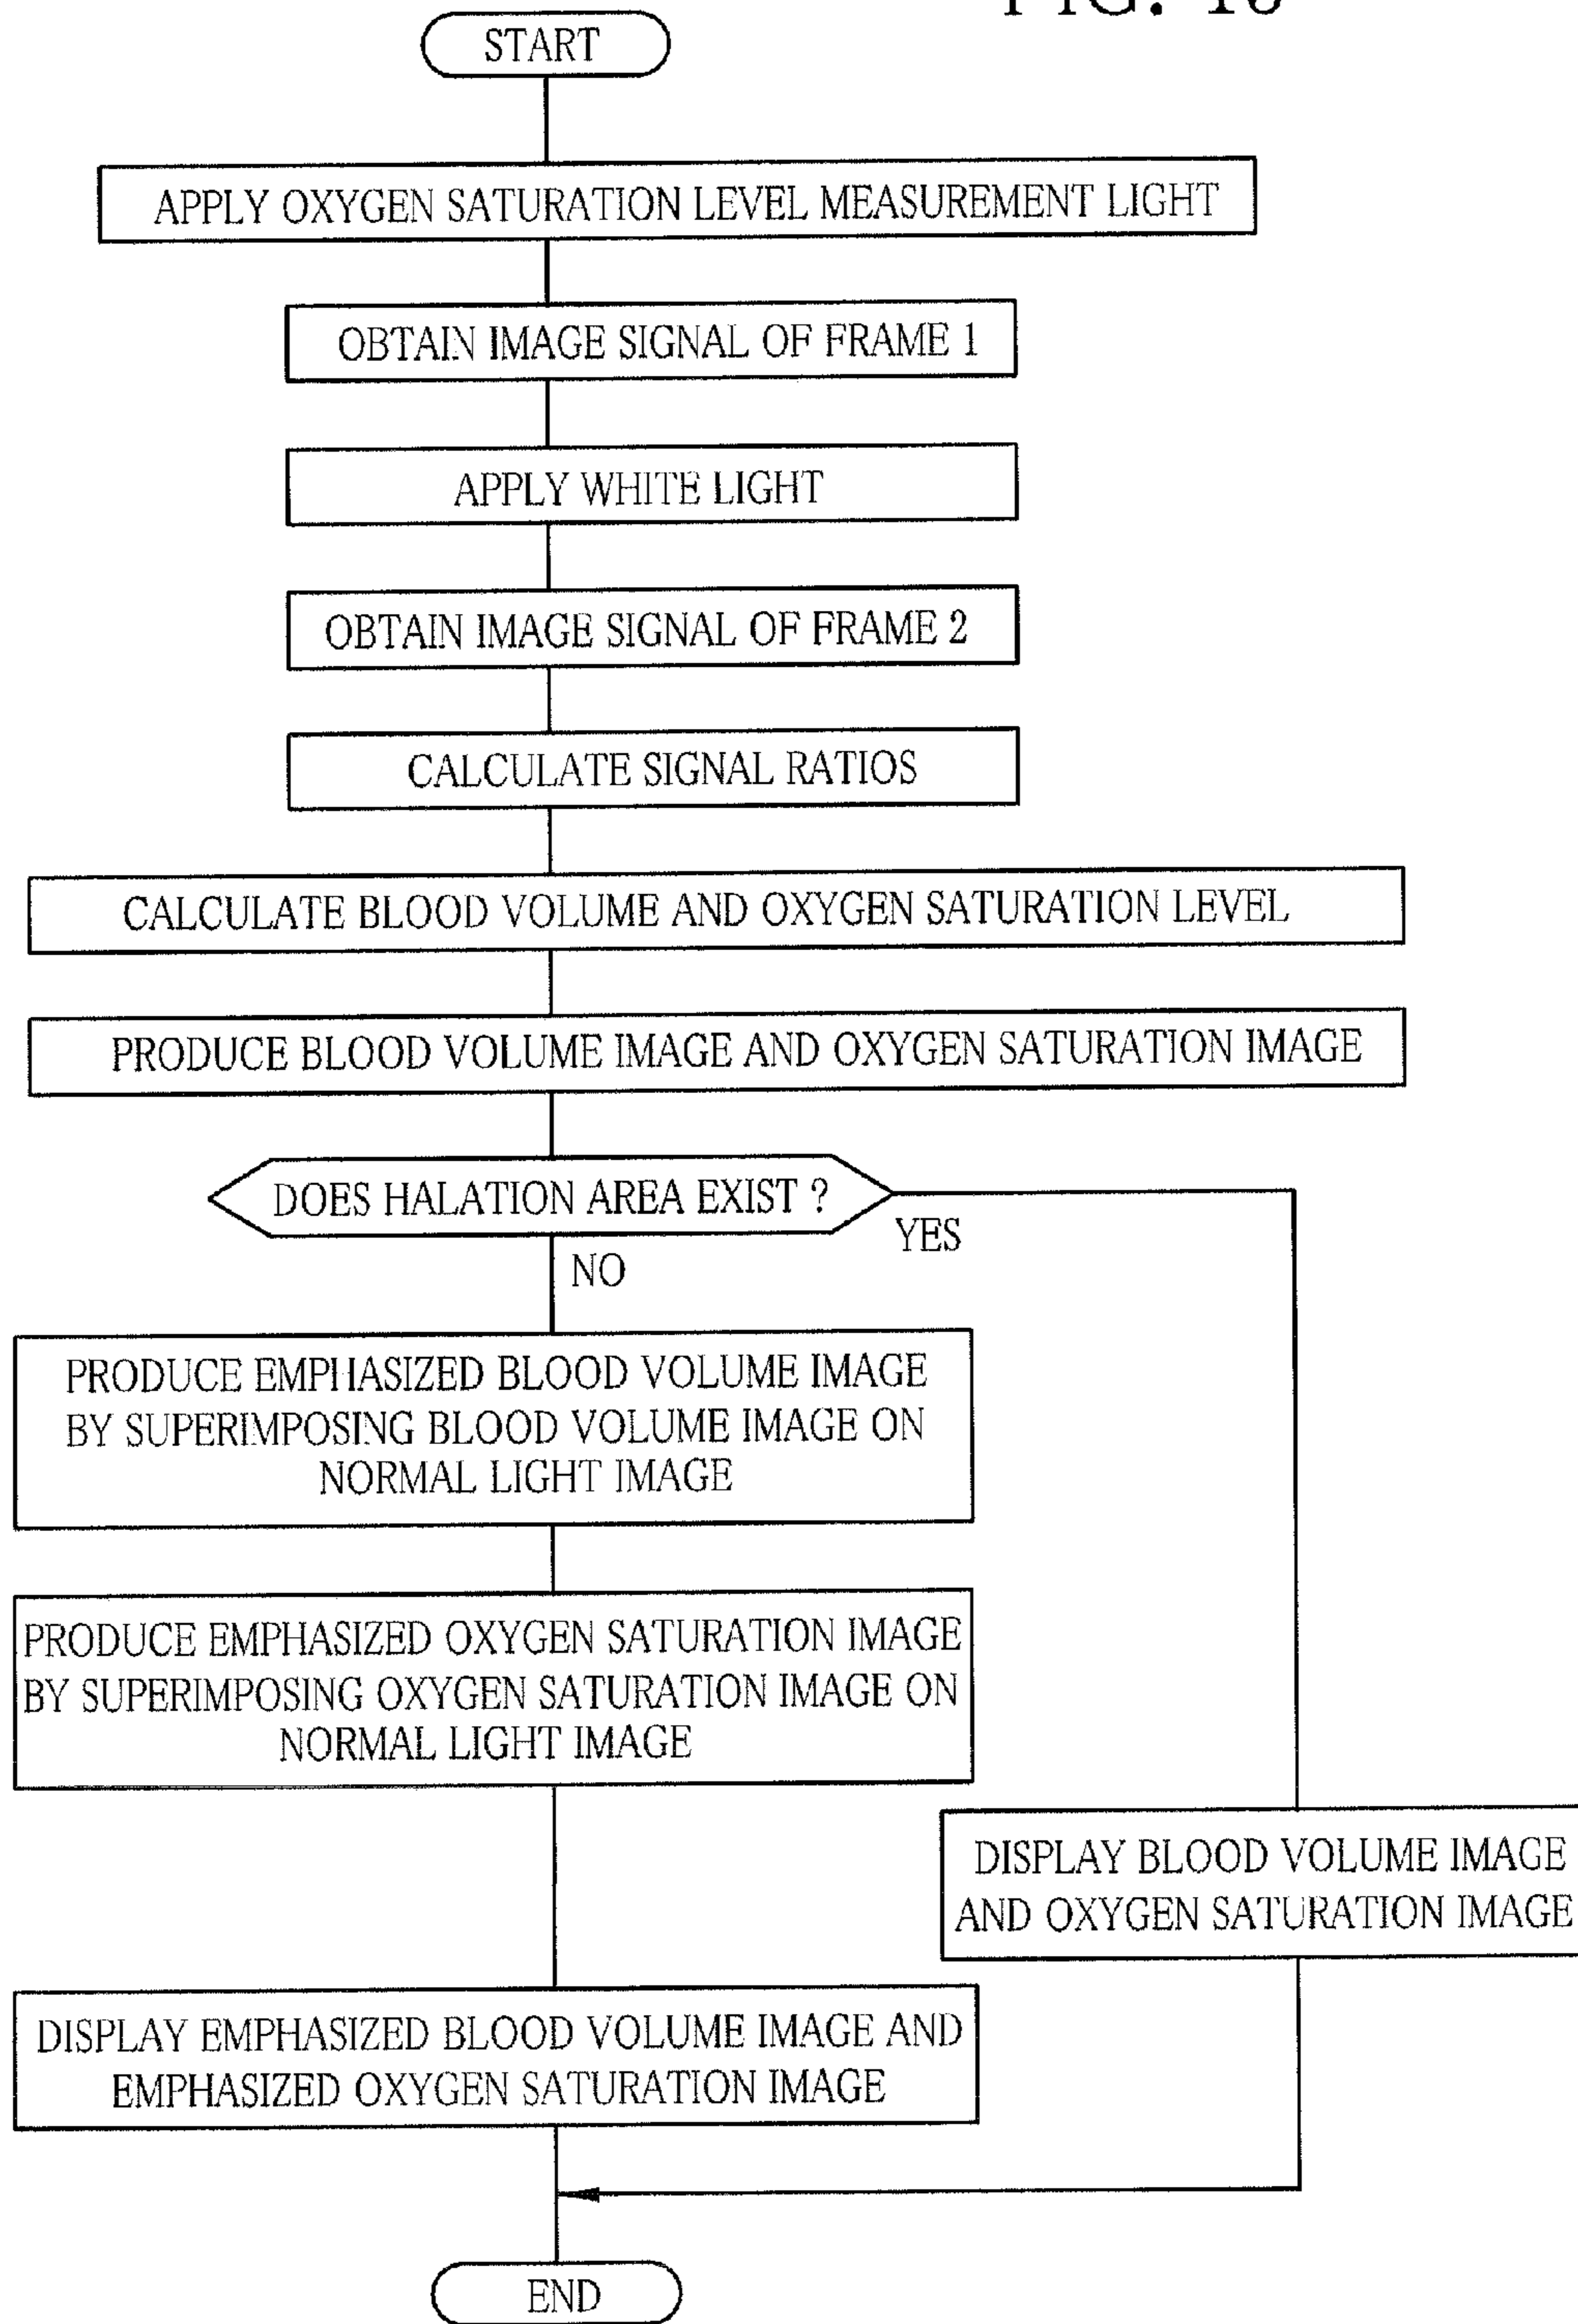 START
APPLY OXYGEN SATURATION LEVEL MEASUREMENT LIGHT
OBTAIN IMAGE SIGNAL OF FRAME 1
APPLY WHITE LIGHT
OBTAIN IMAGE SIGNAL OF FRAME 2
CALCULATE SIGNAL RATIOS
CALCULATE BLOOD VOLUME AND OXYGEN SATURATION LEVEL
PRODUCE BLOOD VOLUME IMAGE AND OXYGEN SATURATION IMAGE
DOES HALATION AREA EXIST ?
YES
NO
PRODUCE EMPHASIZED BLOOD VOLUME IMAGE
BY SUPERIMPOSING BLOOD VOLUME IMAGE ON
NORMAL LIGHT IMAGE
PRODUCE EMPHASIZED OXYGEN SATURATION IMAGE
BY SUPERIMPOSING OXYGEN SATURATION IMAGE ON
NORMAL LIGHT IMAGE
DISPLAY BLOOD VOLUME IMAGE
AND OXYGEN SATURATION IMAGE
DISPLAY EMPHASIZED BLOOD VOLUME IMAGE AND
EMPHASIZED OXYGEN SATURATION IMAGE
END